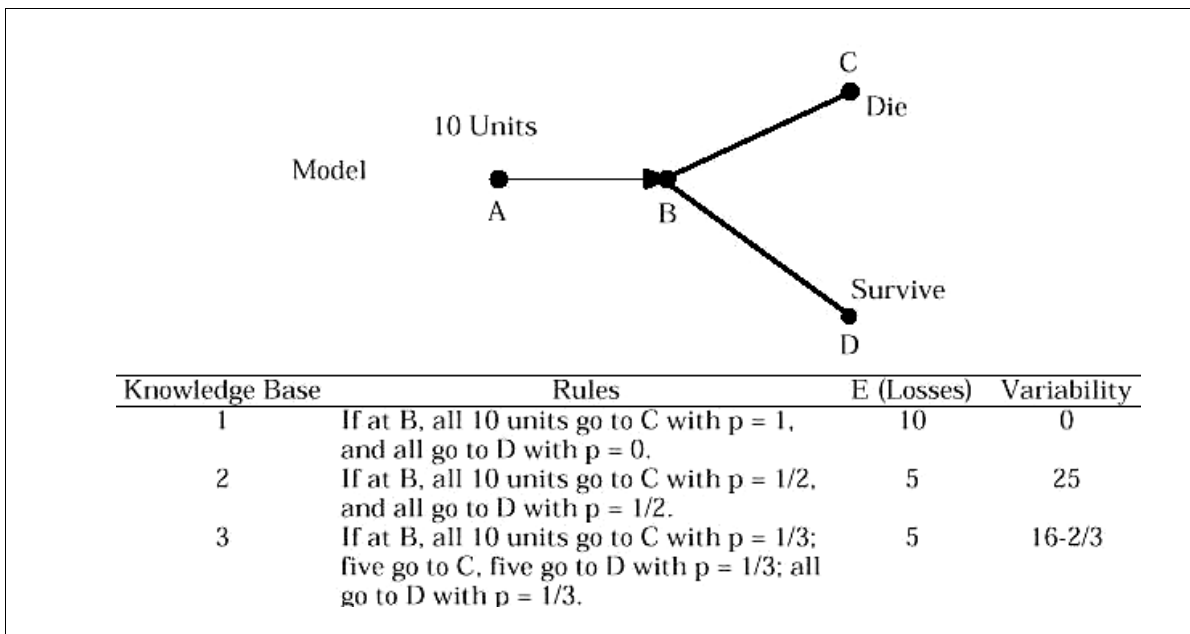 C
Die
10 Units
Model
A
B
Survive
D
Knowledge Base Rules E (Losses) Variability
1 If at B, all 10 units go to C with p = 1, 10 0
and all go to D with p = 0.
2 If at B, all 10 units go to C with p = 1/2, 5 25
and all go to D with p = 1/2.
3 If at B, all 10 units go to C with p = 1/3; 5 16-2/3
five go to C, five go to D with p = 1/3; all
go to D with p = 1/3.